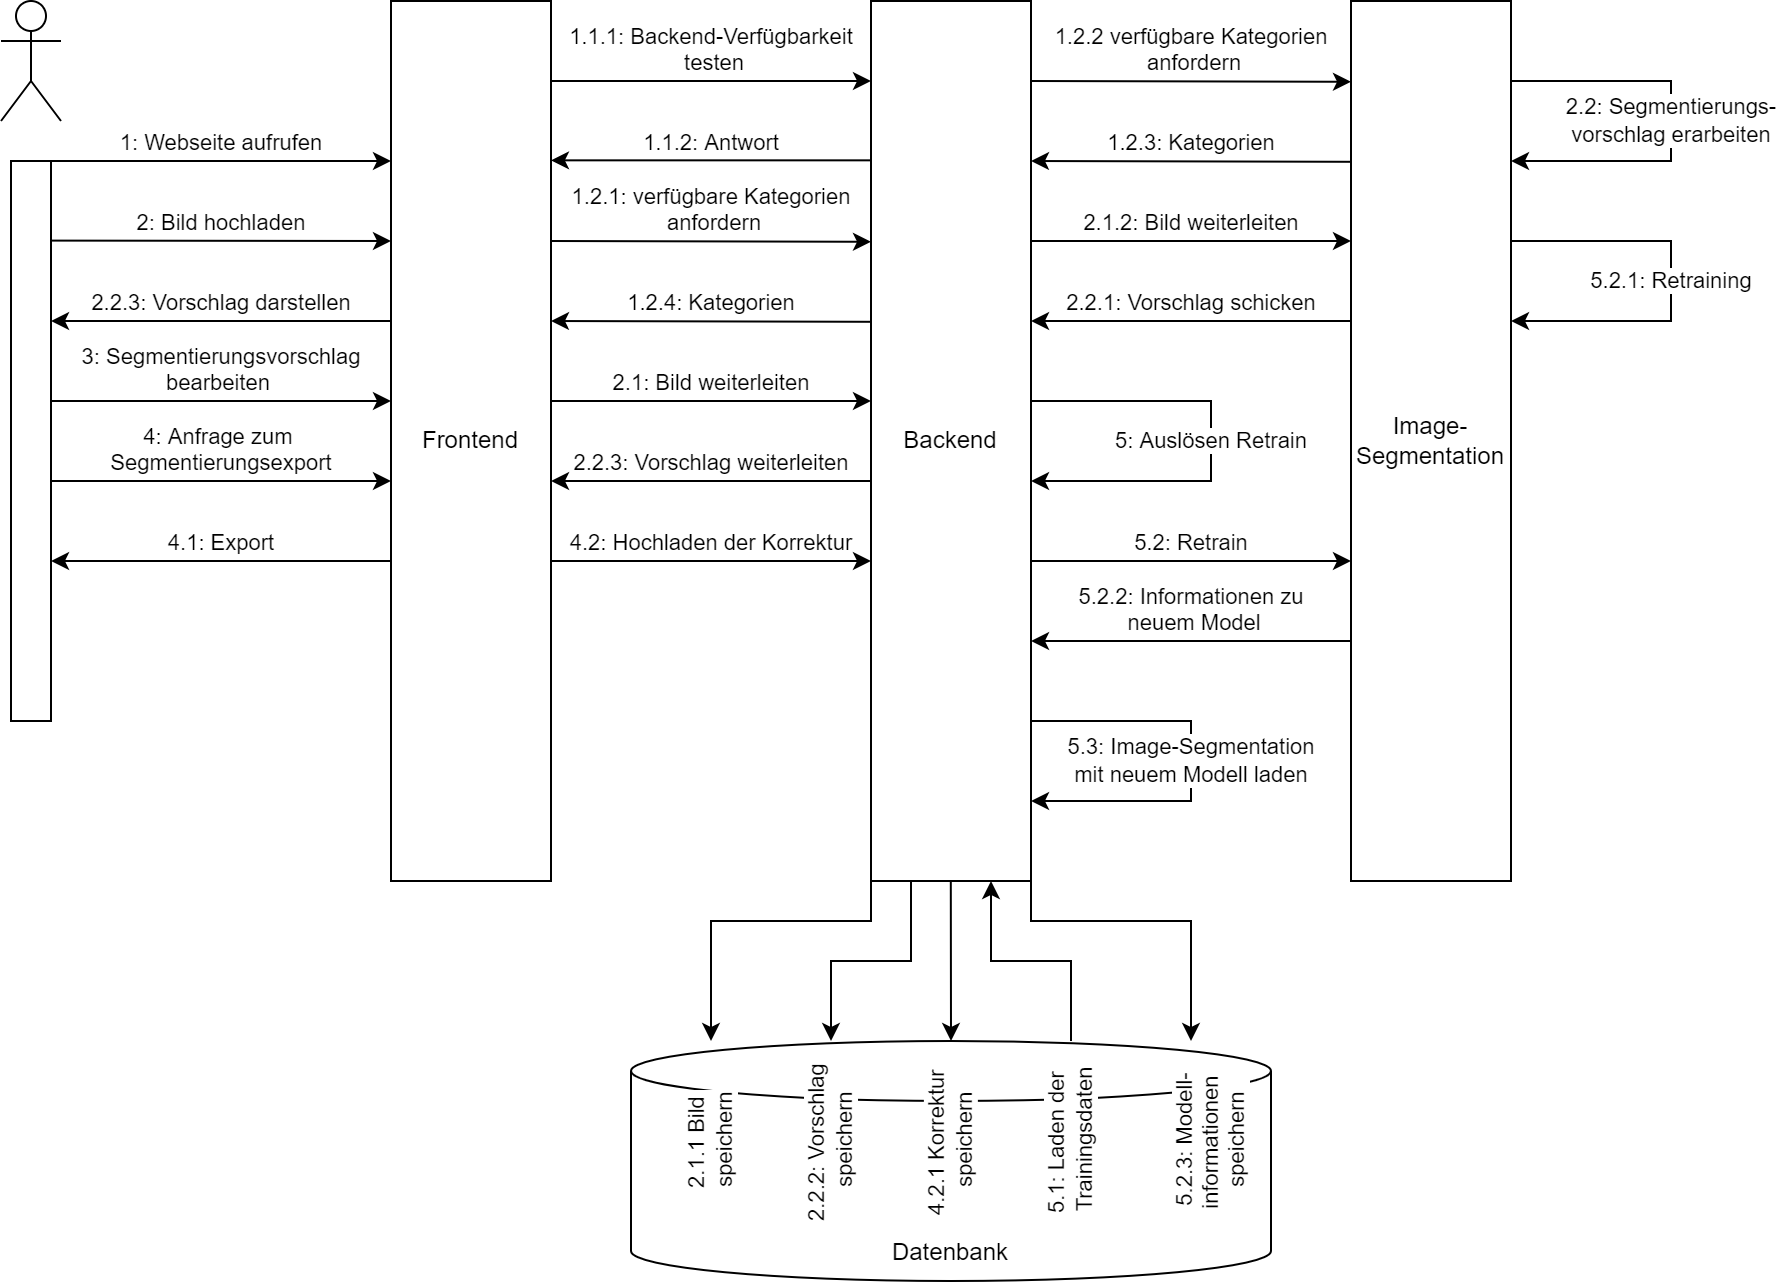 1: Webseite aufrufen
2: Bild hochladen
2.2.3: Vorschlag darstellen
3: Segmentierungsvorschlag
bearbeiten
4: Anfrage zum
Segmentierungsexport
4.1: Export
Frontend
1.1.1: Backend-Verfügbarkeit
testen
1.1.2: Antwort
1.2.1: verfügbare Kategorien
anfordern
1.2.4: Kategorien
2.1: Bild weiterleiten
2.2.3: Vorschlag weiterleiten
4.2: Hochladen der Korrektur
Backend
1.2.2 verfügbare Kategorien
anfordern
1.2.3: Kategorien
2.1.2: Bild weiterleiten
2.2.1: Vorschlag schicken
5: Auslösen Retrain
5.2: Retrain
5.2.2: Informationen zu
neuem Model
5.3: Image-Segmentation
mit neuem Modell laden
Image-
Segmentation
2.2: Segmentierungs-
vorschlag erarbeiten
5.2.1: Retraining
2.1.1 Bild
speichern
2.2.2: Vorschlag
speichern
4.2.1 Korrektur
speichern
5.1: Laden der
Trainingsdaten
5.2.3: Modell-
informationen
speichern
Datenbank